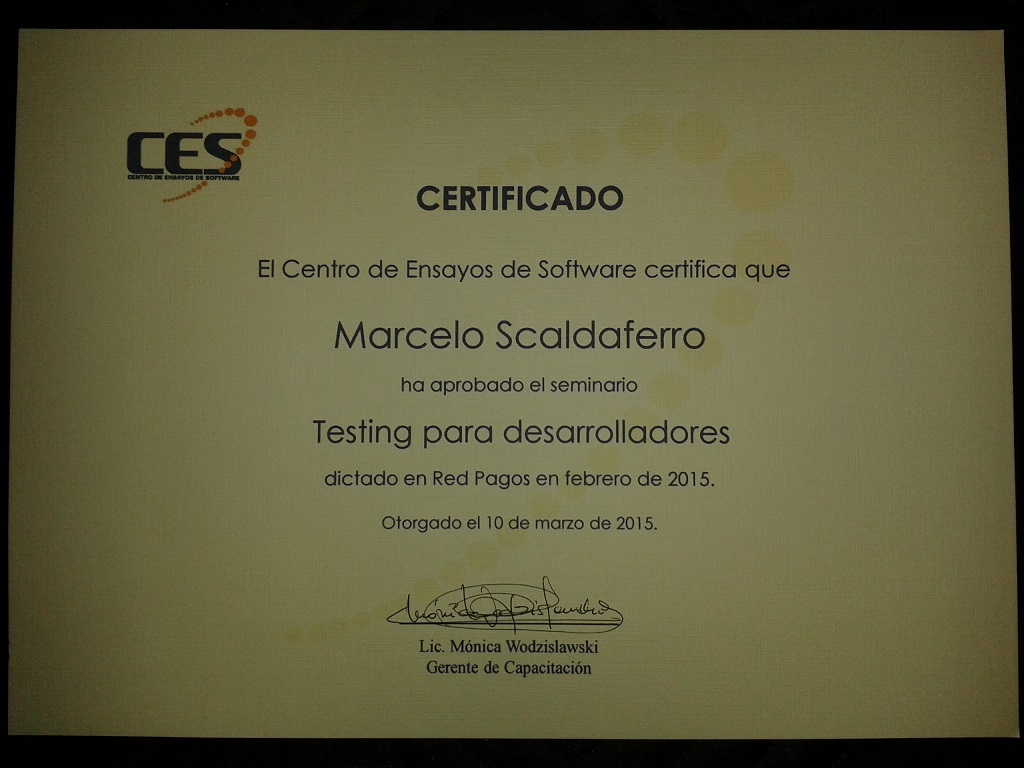 CES
CENTRO DE ENSAYOS DE SOFTWARE
CERTIFICADO
El Centro de Ensayos de Software certifica que
Marcelo Scaldaferro
ha aprobado el seminario
Testing para desarrolladores
dictado en Red Pagos en febrero de 2015.
Otorgado el 10 de marzo de 2015.
Lic. Mónica Wodzislawski
Gerente de Capacitación